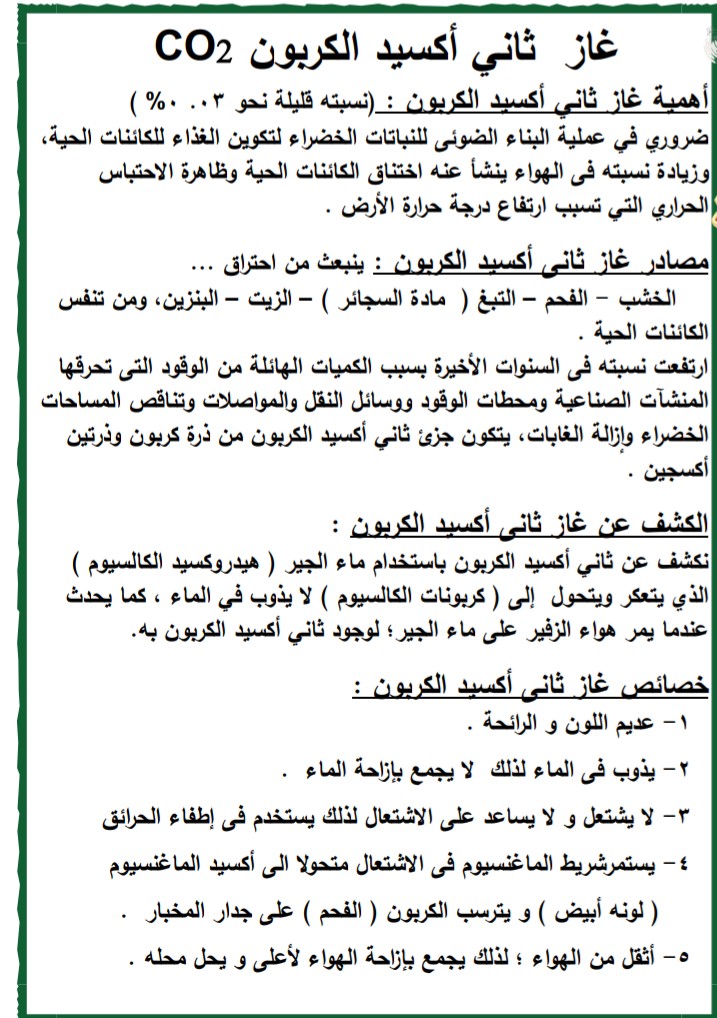 غاز ثاني أكسيد الكربون CO2
أهمية غاز ثاني أكسيد الكربون : (نسبته قليلة نحو ٠٣. ٠% )
ضروري في عملية البناء الضوئى للنباتات الخضراء لتكوين الغذاء للكائنات الحية،
وزيادة نسبته فى الهواء ينشأ عنه اختناق الكائنات الحية وظاهرة الاحتباس
الحراري التي تسبب ارتفاع درجة حرارة الأرض .
مصادر غاز ثانى أكسيد الكربون : ينبعث من احتراق ...
الخشب – الفحم – التبغ ( مادة السجائر ) – الزيت – البنزين، ومن تنفس
الكائنات الحية .
ارتفعت نسبته فى السنوات الأخيرة بسبب الكميات الهائلة من الوقود التى تحرقها
المنشآت الصناعية ومحطات الوقود ووسائل النقل والمواصلات وتناقص المساحات
الخضراء وإزالة الغابات، يتكون جزئ ثاني أكسيد الكربون من ذرة كربون وذرتين
أكسجين .
الكشف عن غاز ثانى أكسيد الكربون :
نكشف عن ثاني أكسيد الكربون باستخدام ماء الجير ( هيدروكسيد الكالسيوم )
الذي يتعكر ويتحول إلى ( كربونات الكالسيوم ) لا يذوب في الماء ، كما يحدث
عندما يمر هواء الزفير على ماء الجير؛ لوجود ثاني أكسيد الكربون به.
خصائص غاز ثانى أكسيد الكربون :
١- عديم اللون و الرائحة .
٢- يذوب فى الماء لذلك لا يجمع بإزاحة الماء .
٣- لا يشتعل و لا يساعد على الاشتعال لذلك يستخدم فى إطفاء الحرائق
٤- يستمرشريط الماغنسيوم فى الاشتعال متحولا الى أكسيد الماغنسيوم
( لونه أبيض ) و يترسب الكربون ( الفحم ) على جدار المخبار .
٥- أثقل من الهواء ؛ لذلك يجمع بإزاحة الهواء لأعلى و يحل محله .